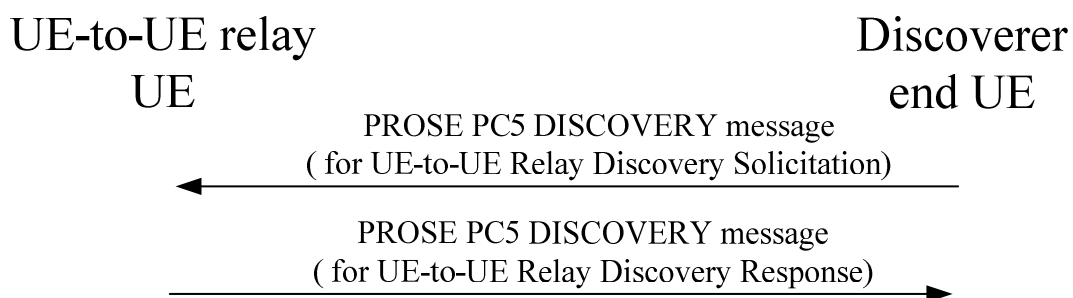 UE-to-UE relay
UE
Discoverer
end UE
PROSE PC5 DISCOVERY message
( for UE-to-UE Relay Discovery Solicitation)
PROSE PC5 DISCOVERY message
( for UE-to-UE Relay Discovery Response)